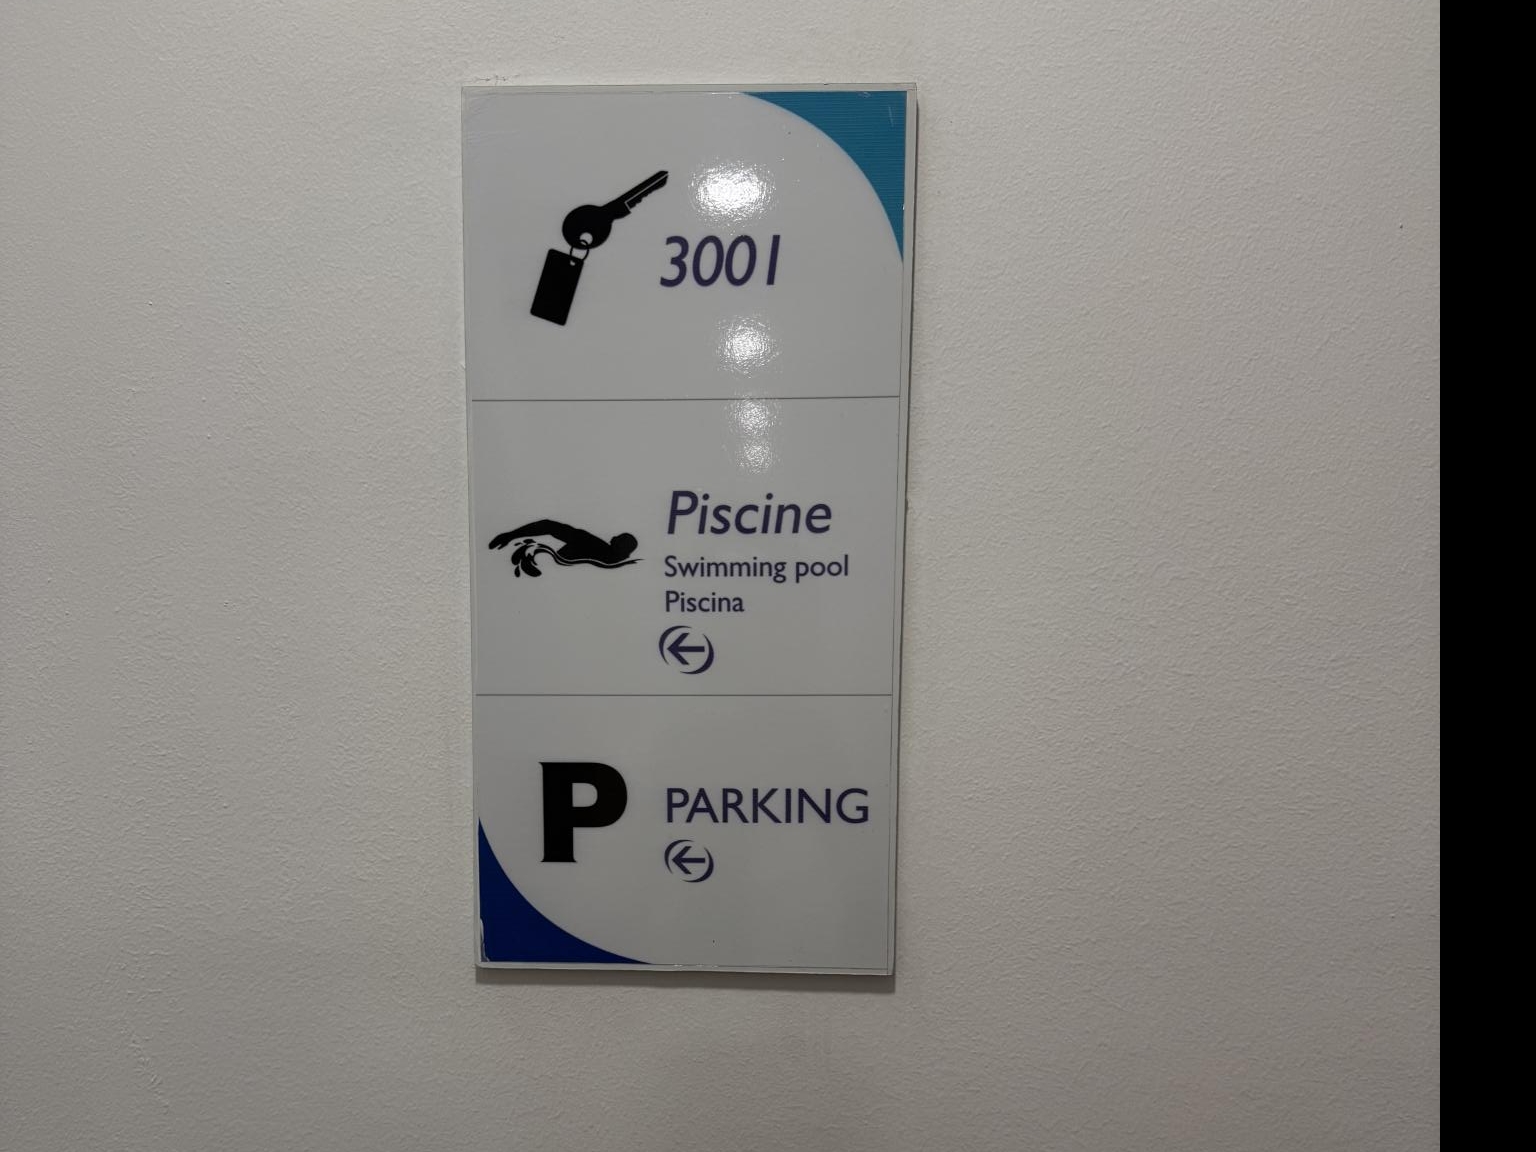 3001
Piscine
Swimming pool
Piscina
P PARKING